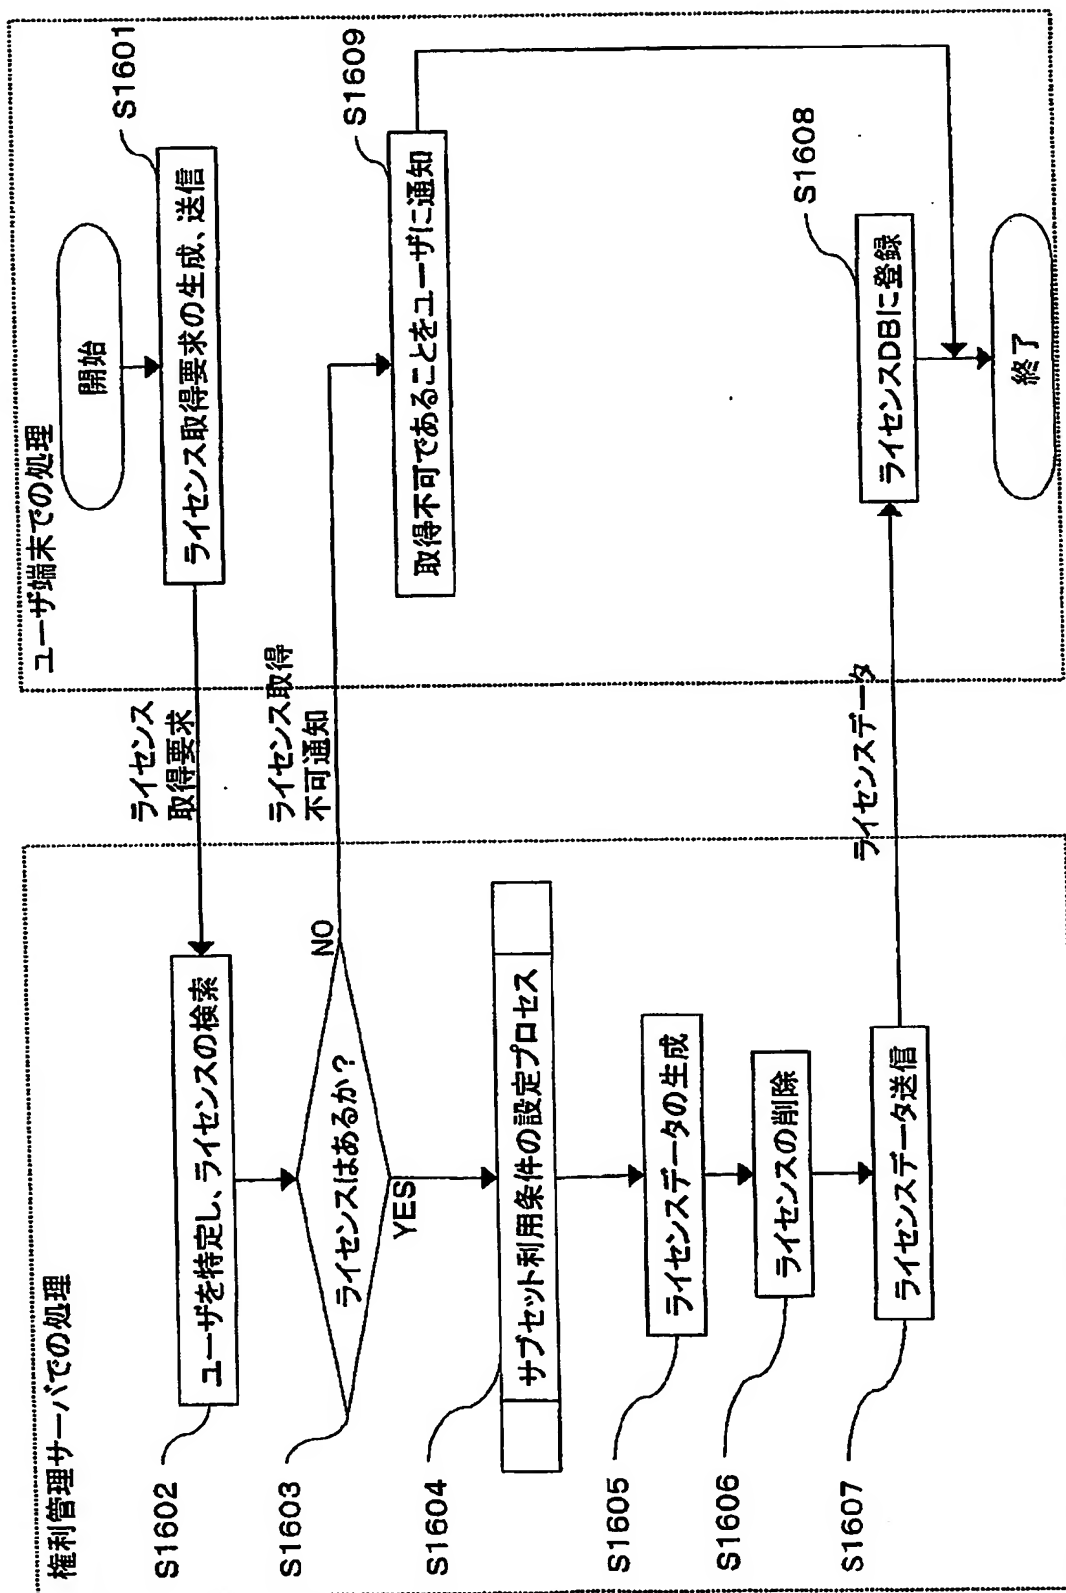 権利管理サーバでの処理
ユーザ端末での処理
開始
ライセンス取得要求の生成、送信
S1601
ライセンス
取得要求
ユーザを特定し、ライセンスの検索
S1602
ライセンスはあるか？
S1603
NO
YES
ライセンス取得
不可通知
取得不可であることをユーザに通知
S1609
サブセット利用条件の設定プロセス
S1604
ライセンスデータの生成
S1605
ライセンスの削除
S1606
ライセンスデータ送信
S1607
ライセンスデータ
ライセンスDBに登録
S1608
終了